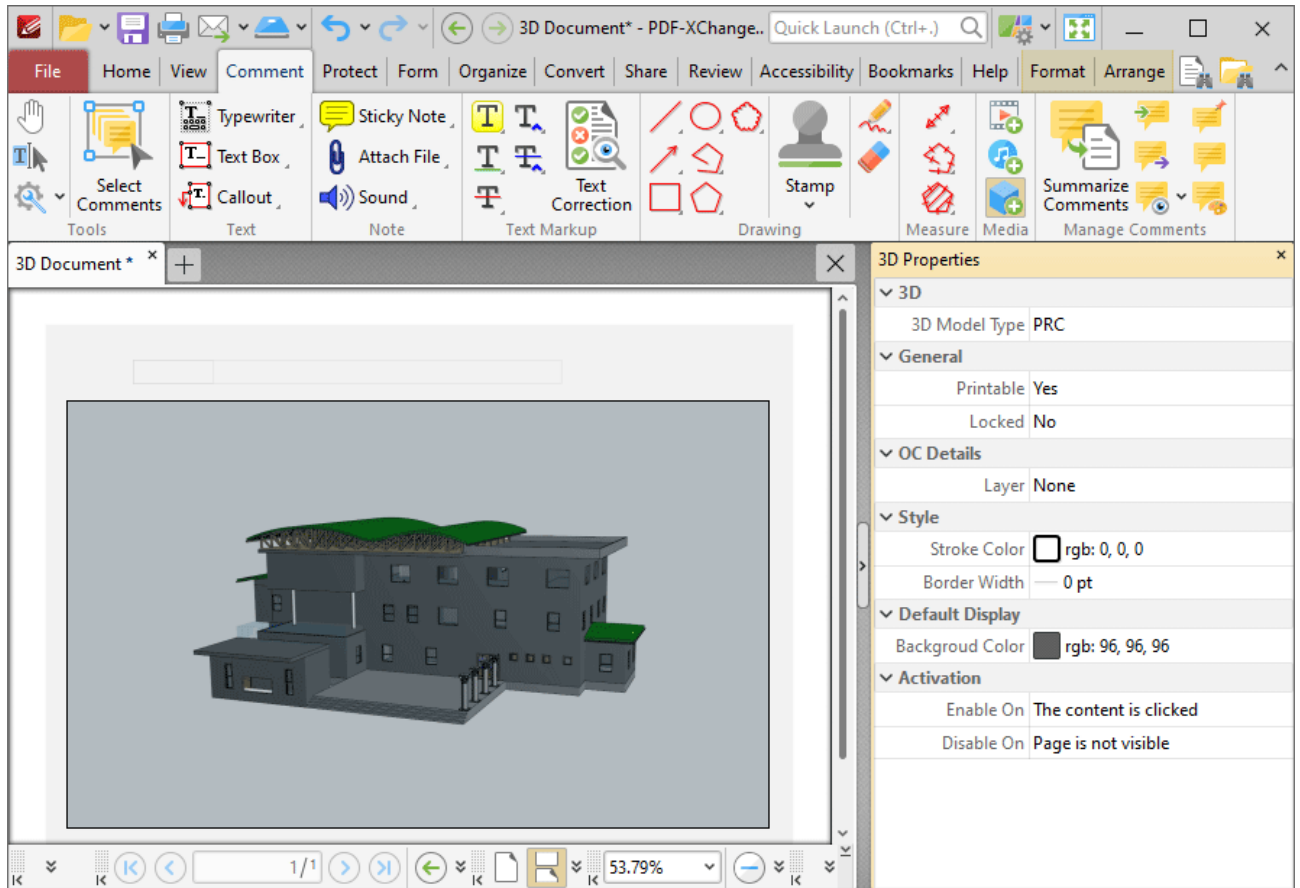 3D Document* - PDF-XChange.. Quick Launch (Ctrl+.)
File Home View Comment Protect Form Organize Convert Share Review Accessibility Bookmarks Help Format Arrange
Select Comments
Tools
Typewriter
Text Box
Callout
Text
Sticky Note
Attach File
Sound
Note
Text Correction
Text Markup
Stamp
Drawing
Measure
Media
Summarize Comments
Manage Comments
3D Document *
3D Properties
3D
3D Model Type PRC
General
Printable Yes
Locked No
OC Details
Layer None
Style
Stroke Color rgb: 0, 0, 0
Border Width 0 pt
Default Display
Backgroud Color rgb: 96, 96, 96
Activation
Enable On The content is clicked
Disable On Page is not visible
1/1
53.79%